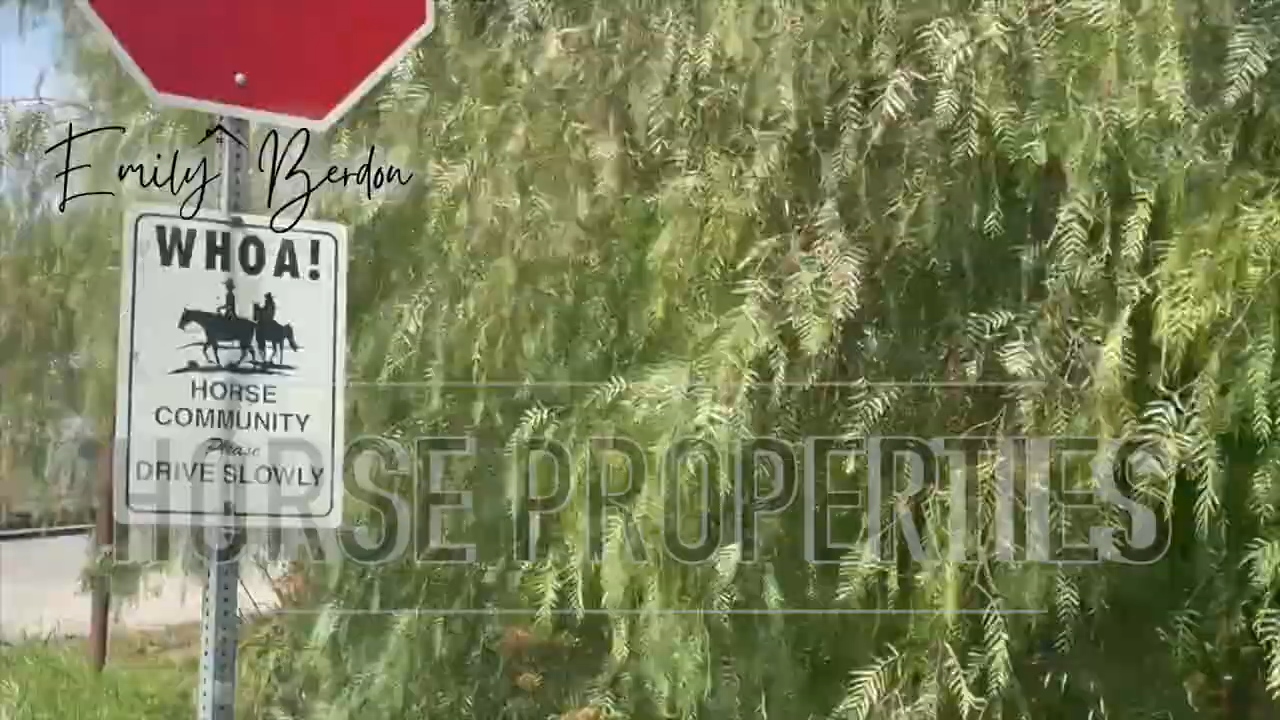 Emily Berdon
WHOA!
HORSE
COMMUNITY
Please
DRIVE SLOWLY
HORSE PROPERTIES